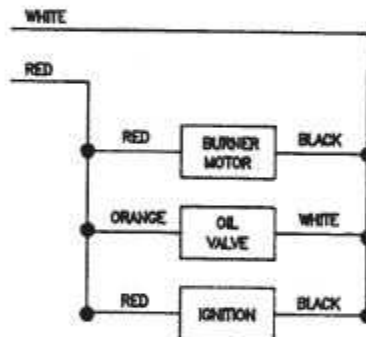 WHITE
RED
RED BURNER MOTOR BLACK
ORANGE OIL VALVE WHITE
RED IGNITION BLACK